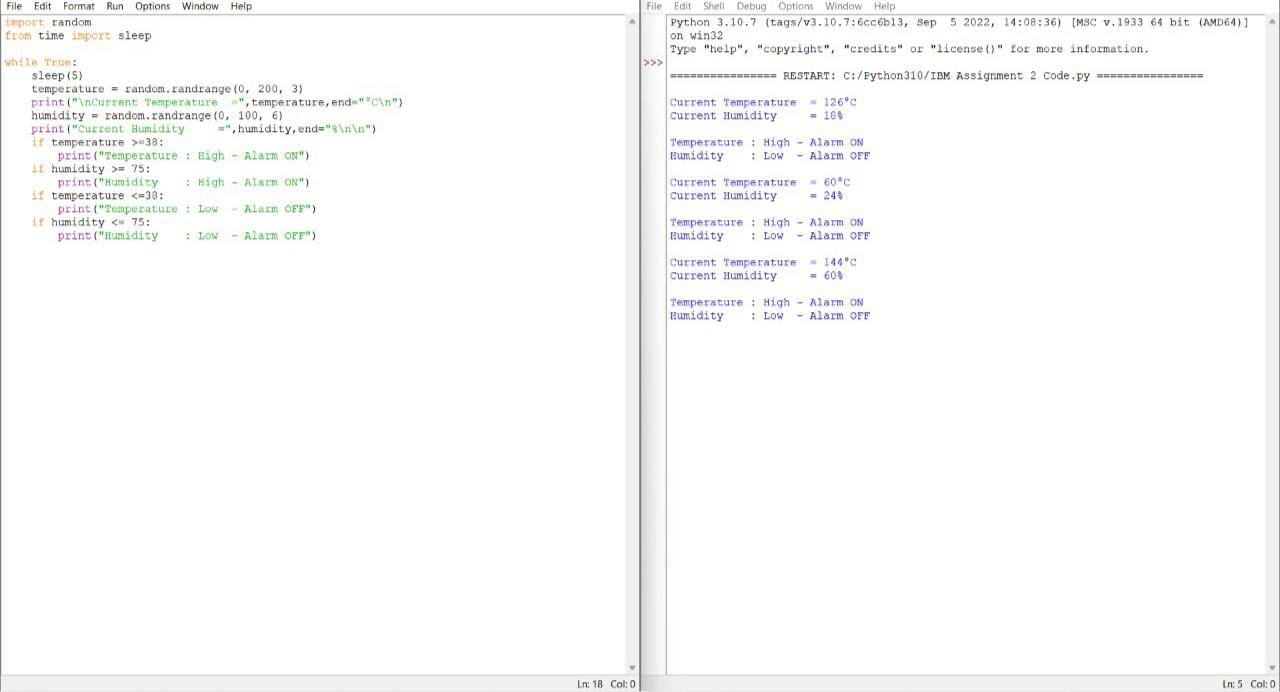 File Edit Format Run Options Window Help
import random
from time import sleep
while True:
    sleep(5)
    temperature = random.randrange(0, 200, 3)
    print("\nCurrent Temperature  =",temperature,end="°C\n")
    humidity = random.randrange(0, 100, 6)
    print("Current Humidity     =",humidity,end="%\n\n")
    if temperature >=38:
        print("Temperature : High - Alarm ON")
    if humidity >= 75:
        print("Humidity    : High - Alarm ON")
    if temperature <=38:
        print("Temperature : Low  - Alarm OFF")
    if humidity <= 75:
        print("Humidity    : Low  - Alarm OFF")
Ln: 18 Col: 0
File Edit Shell Debug Options Window Help
Python 3.10.7 (tags/v3.10.7:6cc6b13, Sep  5 2022, 14:08:36) [MSC v.1933 64 bit (AMD64)]
on win32
Type "help", "copyright", "credits" or "license()" for more information.
>>>
================ RESTART: C:/Python310/IBM Assignment 2 Code.py ================
Current Temperature  = 126°C
Current Humidity     = 18%
Temperature : High - Alarm ON
Humidity    : Low  - Alarm OFF
Current Temperature  = 60°C
Current Humidity     = 24%
Temperature : High - Alarm ON
Humidity    : Low  - Alarm OFF
Current Temperature  = 144°C
Current Humidity     = 60%
Temperature : High - Alarm ON
Humidity    : Low  - Alarm OFF
Ln: 5 Col: 0